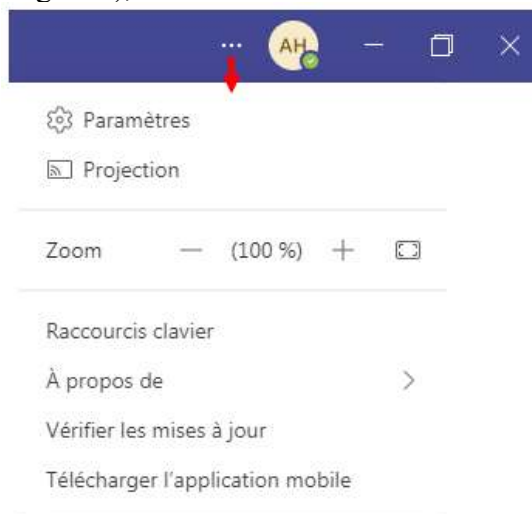 AH
Paramètres
Projection
Zoom — (100 %) +
Raccourcis clavier
À propos de
Vérifier les mises à jour
Télécharger l'application mobile